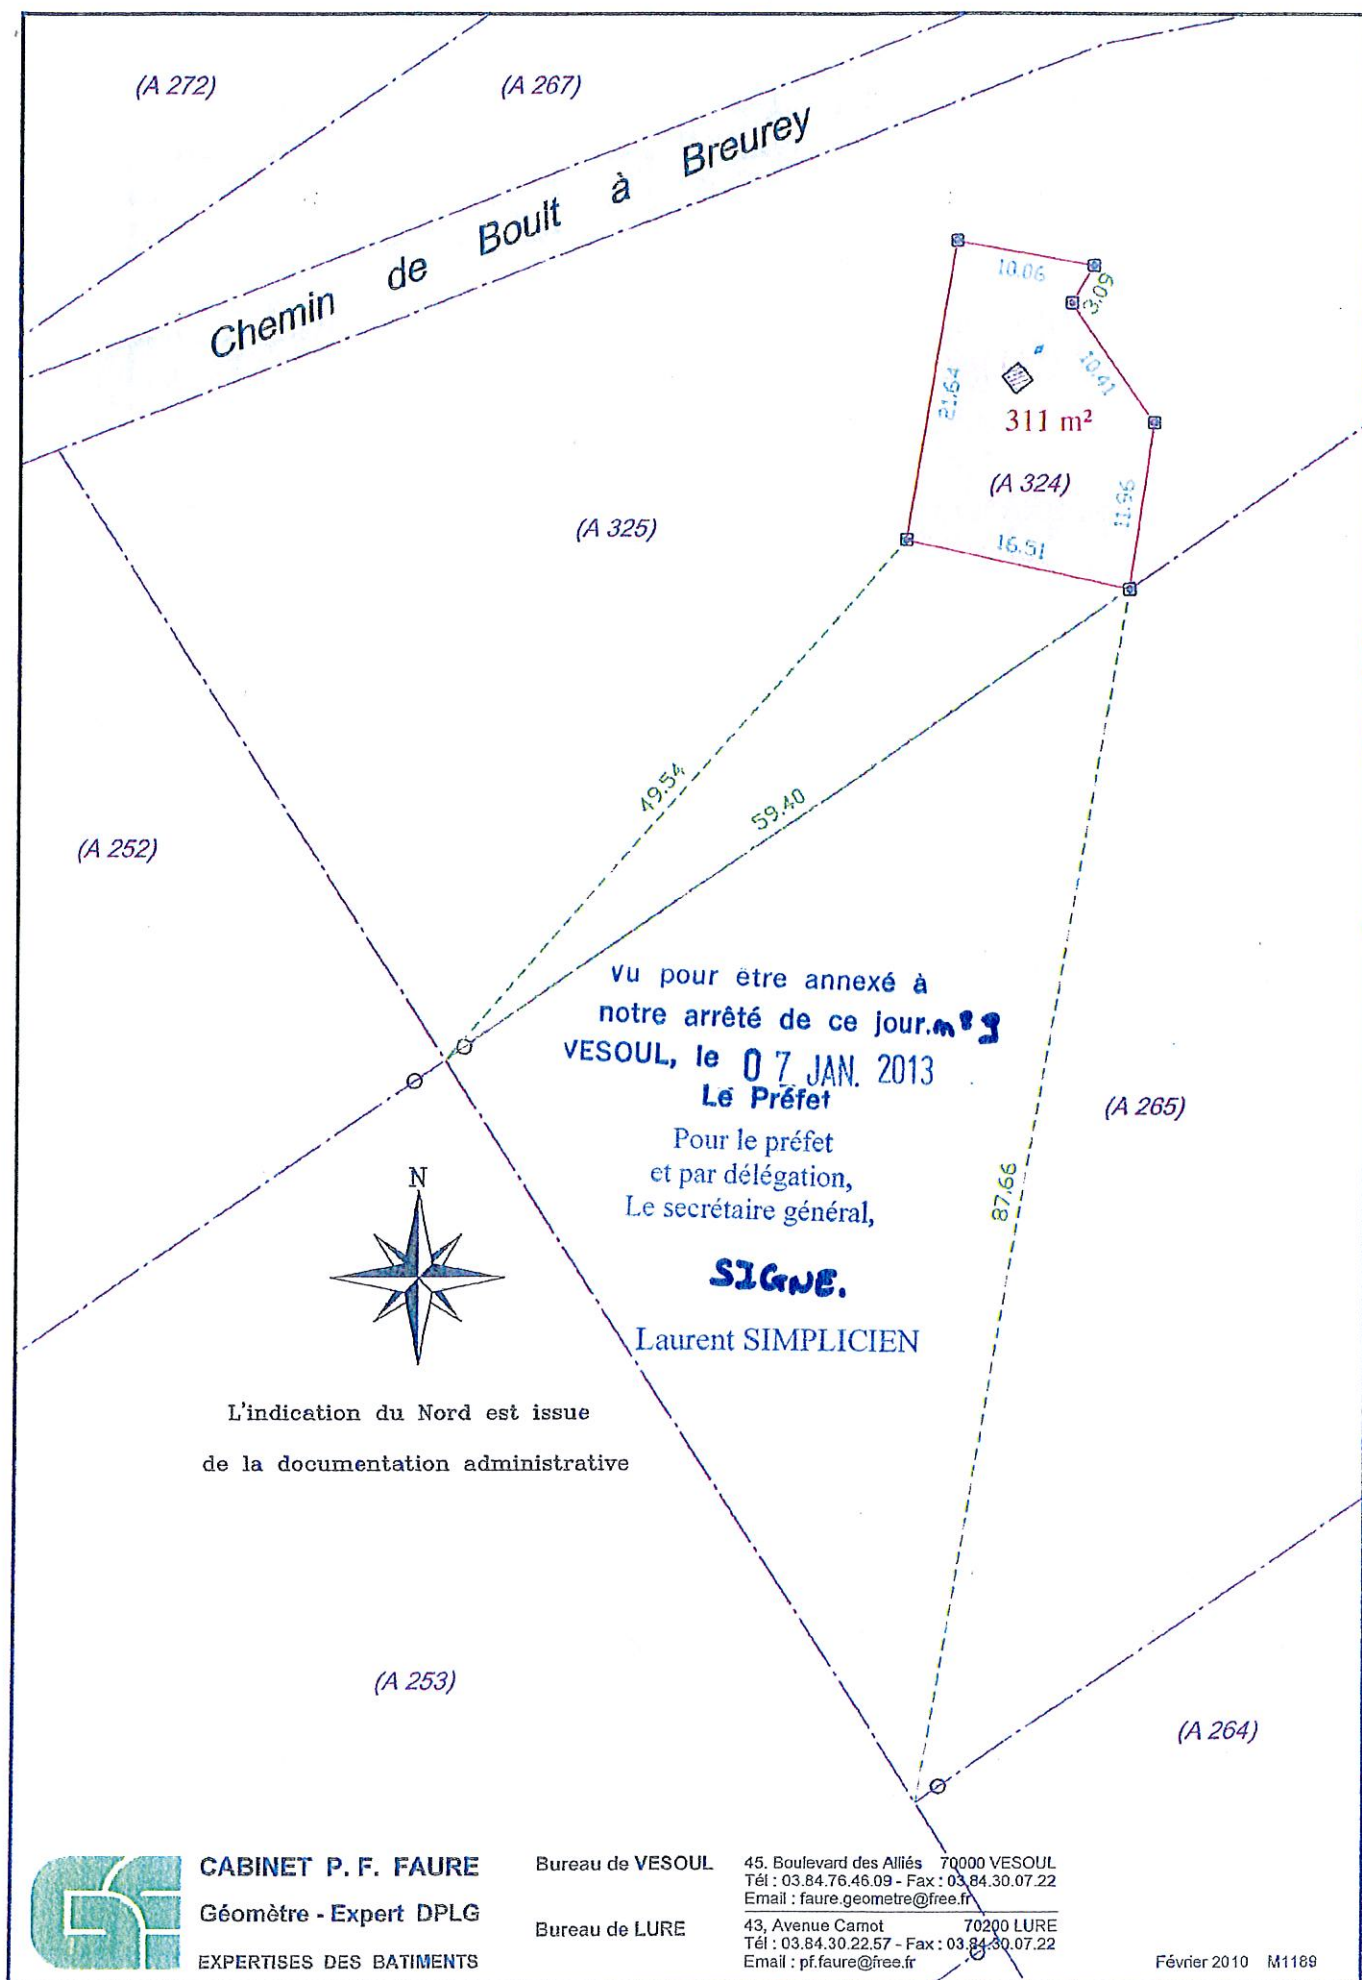 (A 272)
(A 267)
Chemin de Boult à Breurey
10.06
3.09
10.41
21.64
311 m²
(A 324)
11.96
16.51
(A 325)
49.54
59.40
(A 252)
vu pour être annexé à
notre arrêté de ce jour.n° 9
VESOUL, le 07 JAN. 2013
Le Préfet
Pour le préfet
et par délégation,
Le secrétaire général,
SIGNE.
Laurent SIMPLICIEN
(A 265)
87.66
N
L'indication du Nord est issue
de la documentation administrative
(A 253)
(A 264)
CABINET P. F. FAURE
Géomètre - Expert DPLG
EXPERTISES DES BATIMENTS
Bureau de VESOUL
45, Boulevard des Alliés 70000 VESOUL
Tél : 03.84.76.46.09 - Fax : 03.84.30.07.22
Email : faure.geometre@free.fr
Bureau de LURE
43, Avenue Carnot 70200 LURE
Tél : 03.84.30.22.57 - Fax : 03.84.30.07.22
Email : pf.faure@free.fr
Février 2010 M1189